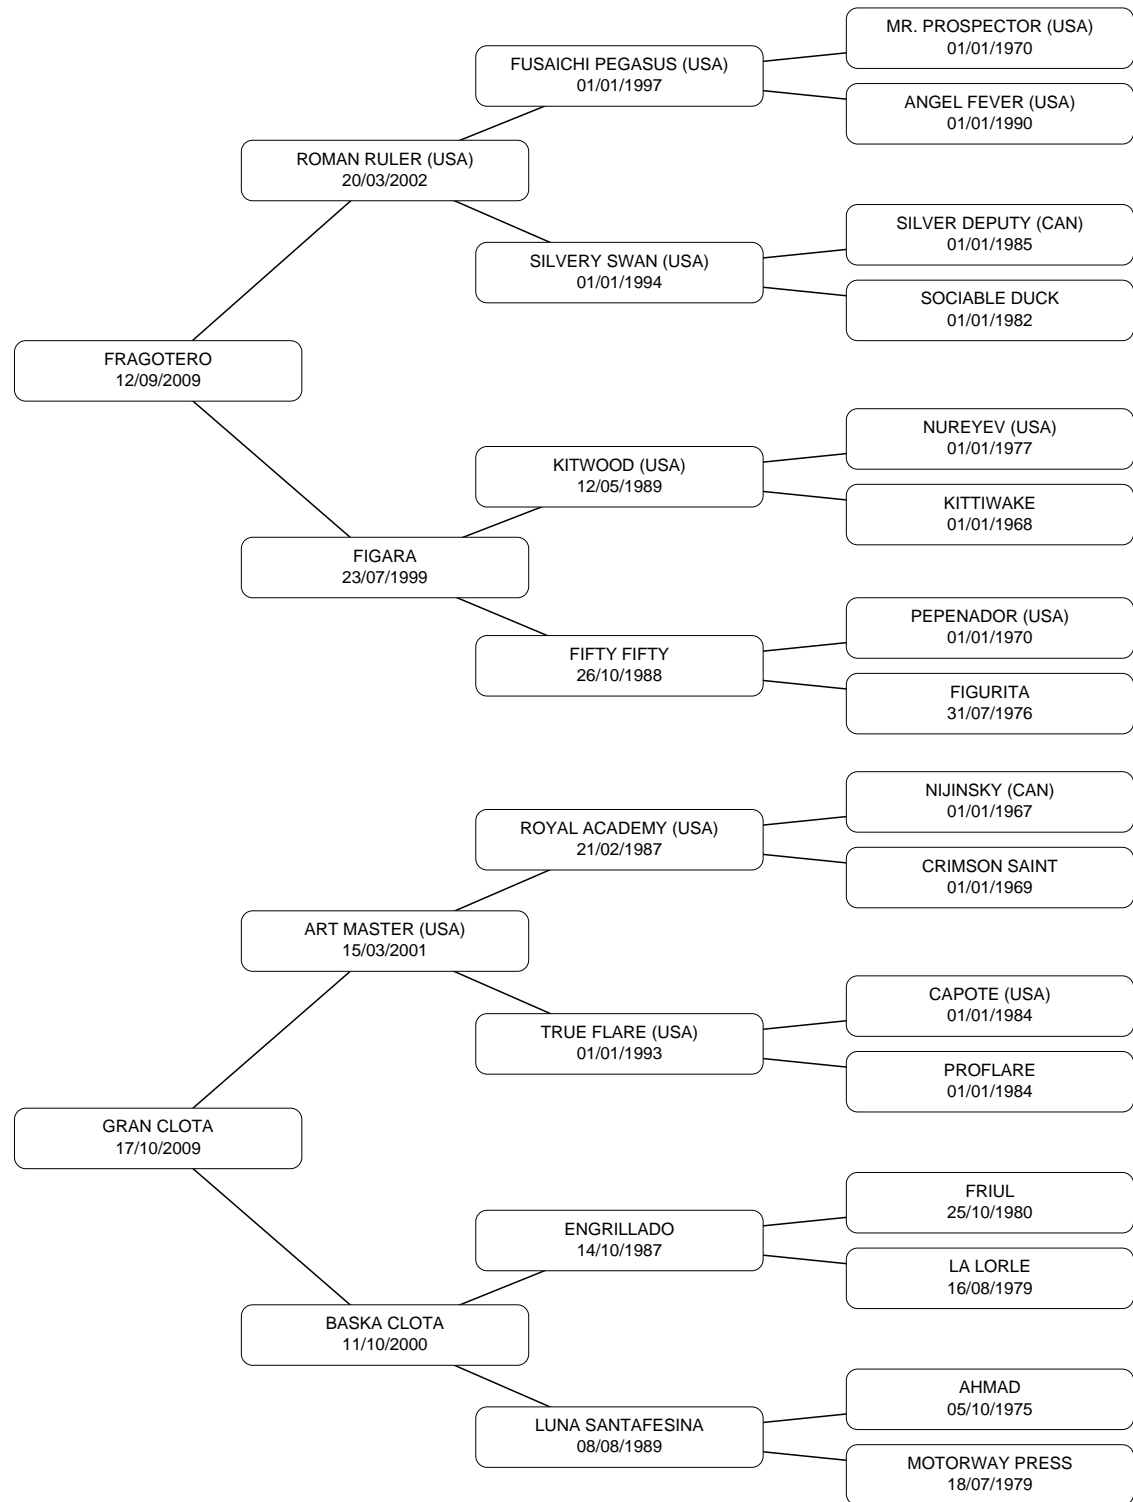 MR. PROSPECTOR (USA)
01/01/1970
FUSAICHI PEGASUS (USA)
01/01/1997
ANGEL FEVER (USA)
01/01/1990
ROMAN RULER (USA)
20/03/2002
SILVER DEPUTY (CAN)
01/01/1985
SILVERY SWAN (USA)
01/01/1994
SOCIABLE DUCK
01/01/1982
FRAGOTERO
12/09/2009
NUREYEV (USA)
01/01/1977
KITWOOD (USA)
12/05/1989
KITTIWAKE
01/01/1968
FIGARA
23/07/1999
PEPENADOR (USA)
01/01/1970
FIFTY FIFTY
26/10/1988
FIGURITA
31/07/1976
NIJINSKY (CAN)
01/01/1967
ROYAL ACADEMY (USA)
21/02/1987
CRIMSON SAINT
01/01/1969
ART MASTER (USA)
15/03/2001
CAPOTE (USA)
01/01/1984
TRUE FLARE (USA)
01/01/1993
PROFLARE
01/01/1984
GRAN CLOTA
17/10/2009
FRIUL
25/10/1980
ENGRILLADO
14/10/1987
LA LORLE
16/08/1979
BASKA CLOTA
11/10/2000
AHMAD
05/10/1975
LUNA SANTAFESINA
08/08/1989
MOTORWAY PRESS
18/07/1979